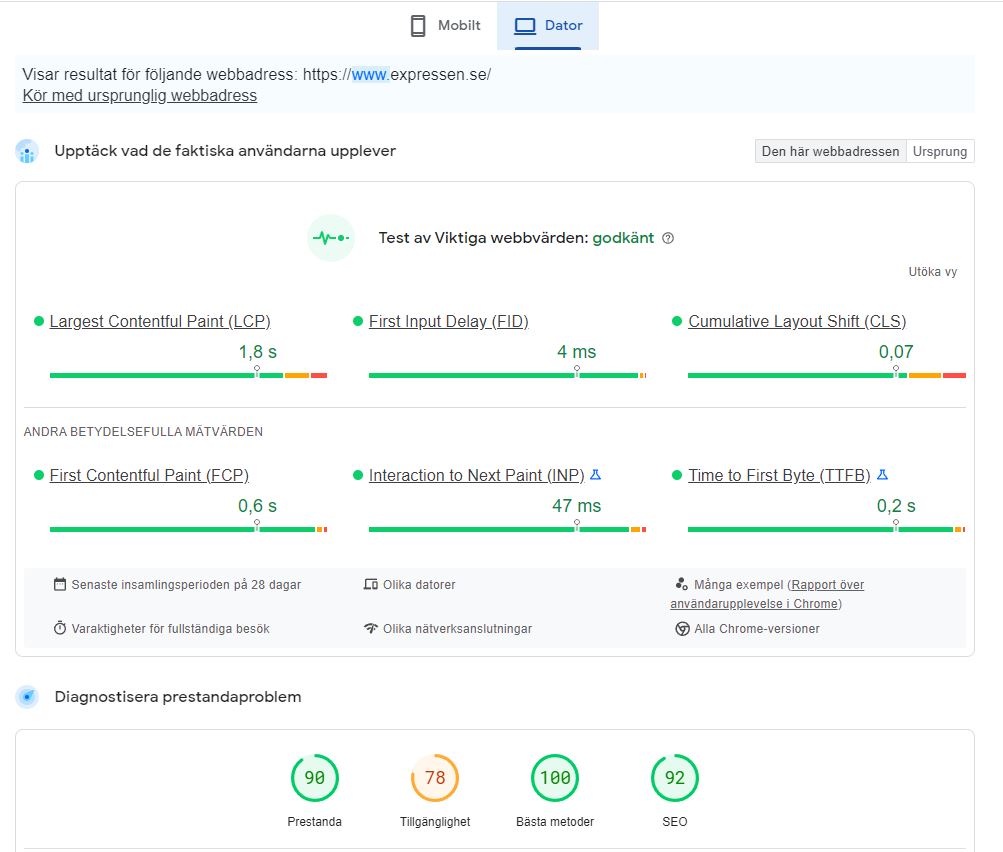 Mobilt Dator
Visar resultat för följande webbadress: https://www.expressen.se/
Kör med ursprunglig webbadress
Upptäck vad de faktiska användarna upplever
Den här webbadressen Ursprung
Test av Viktiga webbvärden: godkänt
Utöka vy
Largest Contentful Paint (LCP) First Input Delay (FID) Cumulative Layout Shift (CLS)
1,8 s 4 ms 0,07
ANDRA BETYDELSEFULLA MÄTVÄRDEN
First Contentful Paint (FCP) Interaction to Next Paint (INP) Time to First Byte (TTFB)
0,6 s 47 ms 0,2 s
Senaste insamlingsperioden på 28 dagar Olika datorer Många exempel (Rapport över
användarupplevelse i Chrome)
Varaktigheter för fullständiga besök Olika nätverksanslutningar Alla Chrome-versioner
Diagnostisera prestandaproblem
90 78 100 92
Prestanda Tillgänglighet Bästa metoder SEO